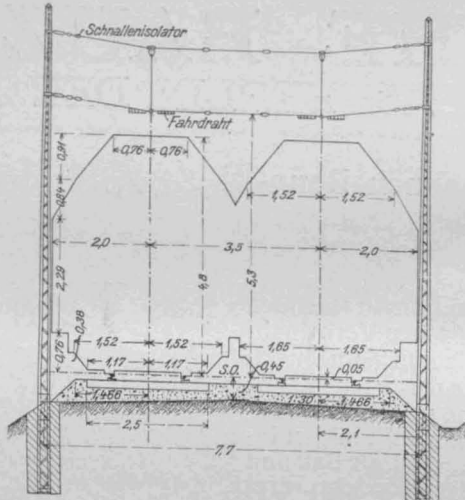 Schnallenisolator
Fahrdraht
0,91
0,76 0,76
0,84
1,52 1,52
2,0 3,5 2,0
2,29
4,8
5,3
0,38
1,52 1,52 1,65 1,65
0,76
1,17 1,17
S.O. 0,45 0,05
1,466 1:30 1,466
2,5 2,1
7,7